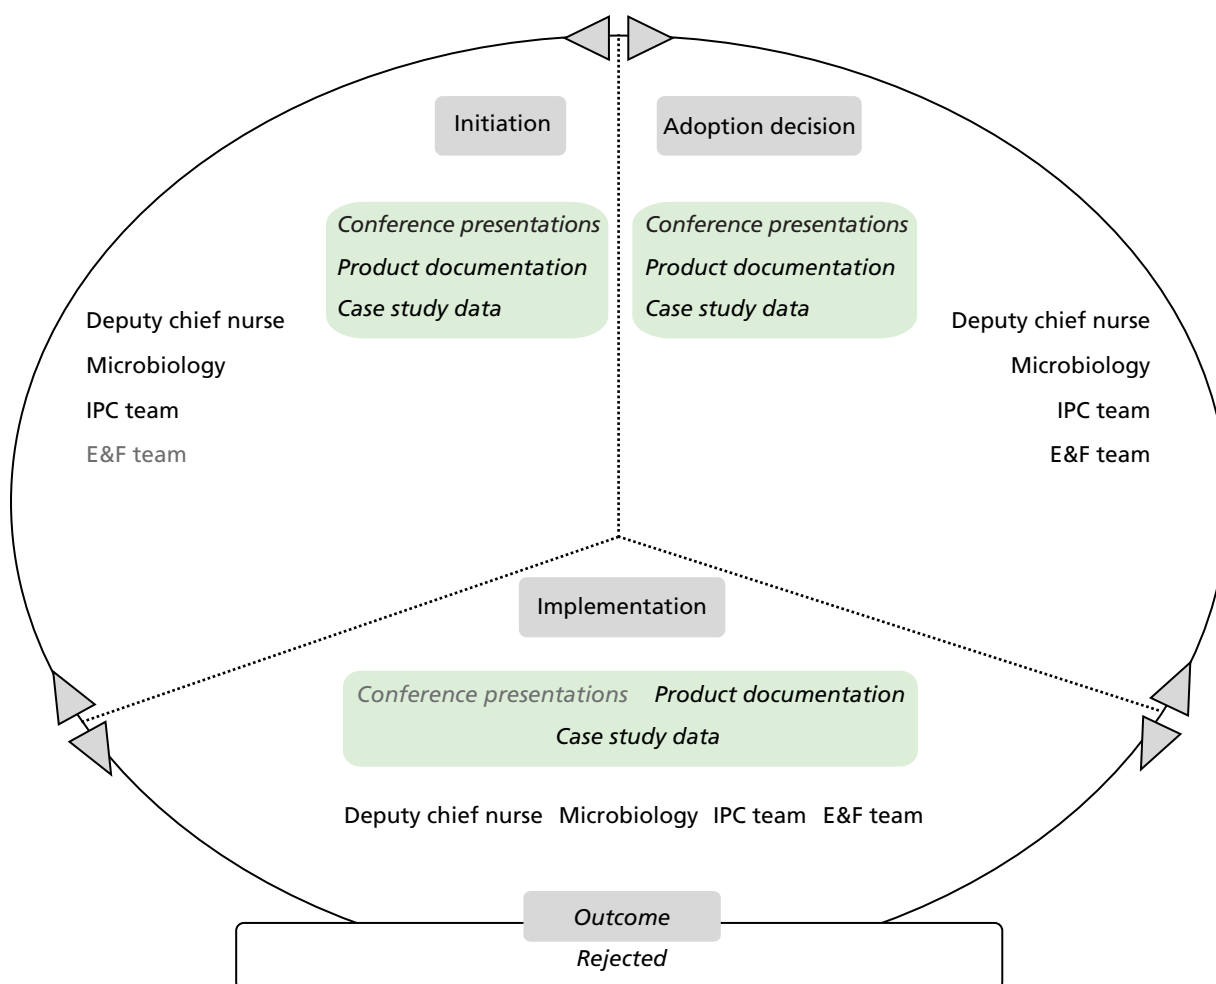 Initiation
Adoption decision
Conference presentations
Product documentation
Case study data
Conference presentations
Product documentation
Case study data
Deputy chief nurse
Microbiology
IPC team
E&F team
Deputy chief nurse
Microbiology
IPC team
E&F team
Implementation
Conference presentations Product documentation
Case study data
Deputy chief nurse Microbiology IPC team E&F team
Outcome
Rejected